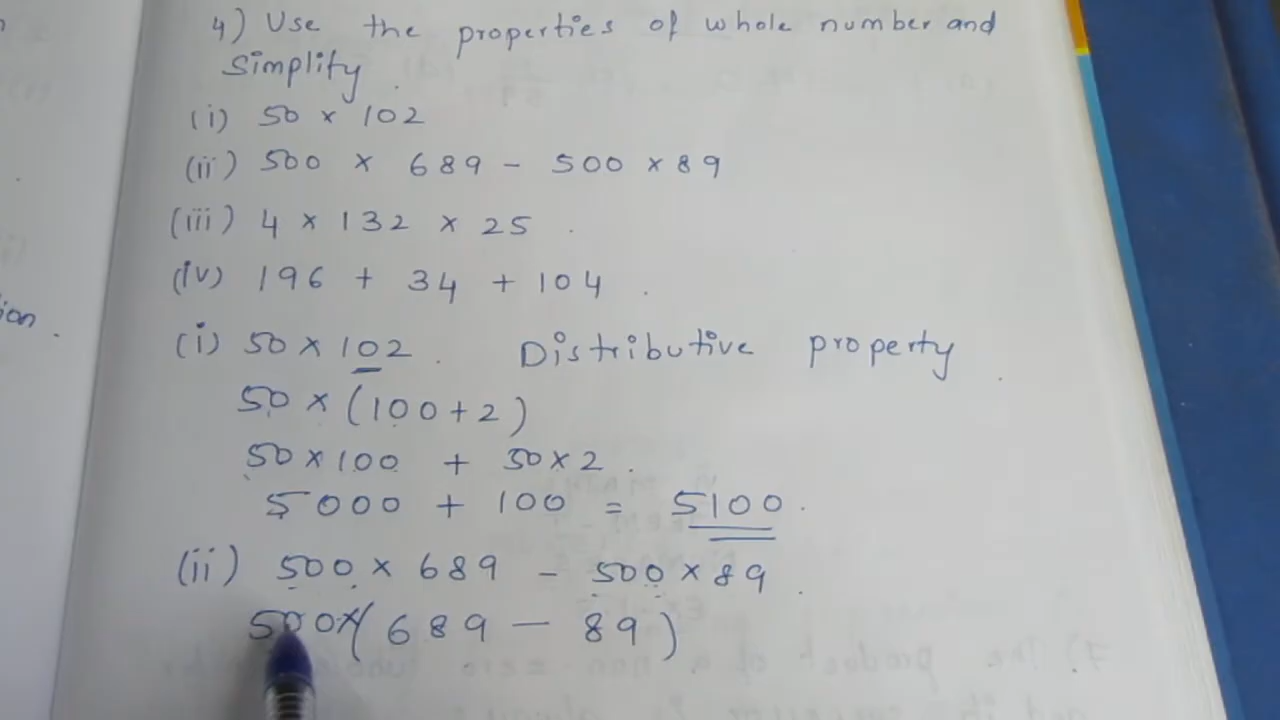 4) Use the properties of whole number and
Simplify.
(i) 50 × 102
(ii) 500 × 689 - 500 × 89
(iii) 4 × 132 × 25.
(iv) 196 + 34 + 104.
(i) 50 × 102. Distributive property
50 × (100+2)
50 × 100 + 50 × 2.
5000 + 100 = 5100.
(ii) 500 × 689 - 500 × 89.
500×(689 - 89)
ion.